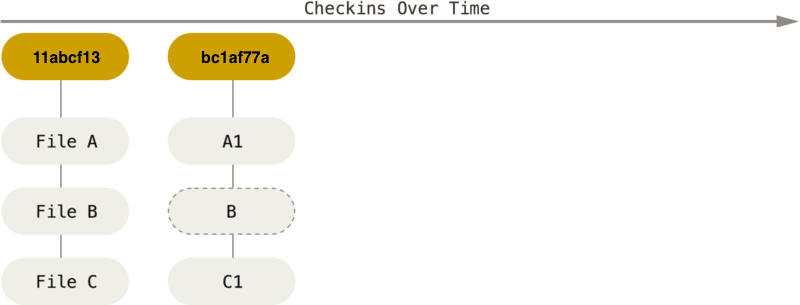 Checkins Over Time
11abcf13
bc1af77a
File A
A1
File B
B
File C
C1